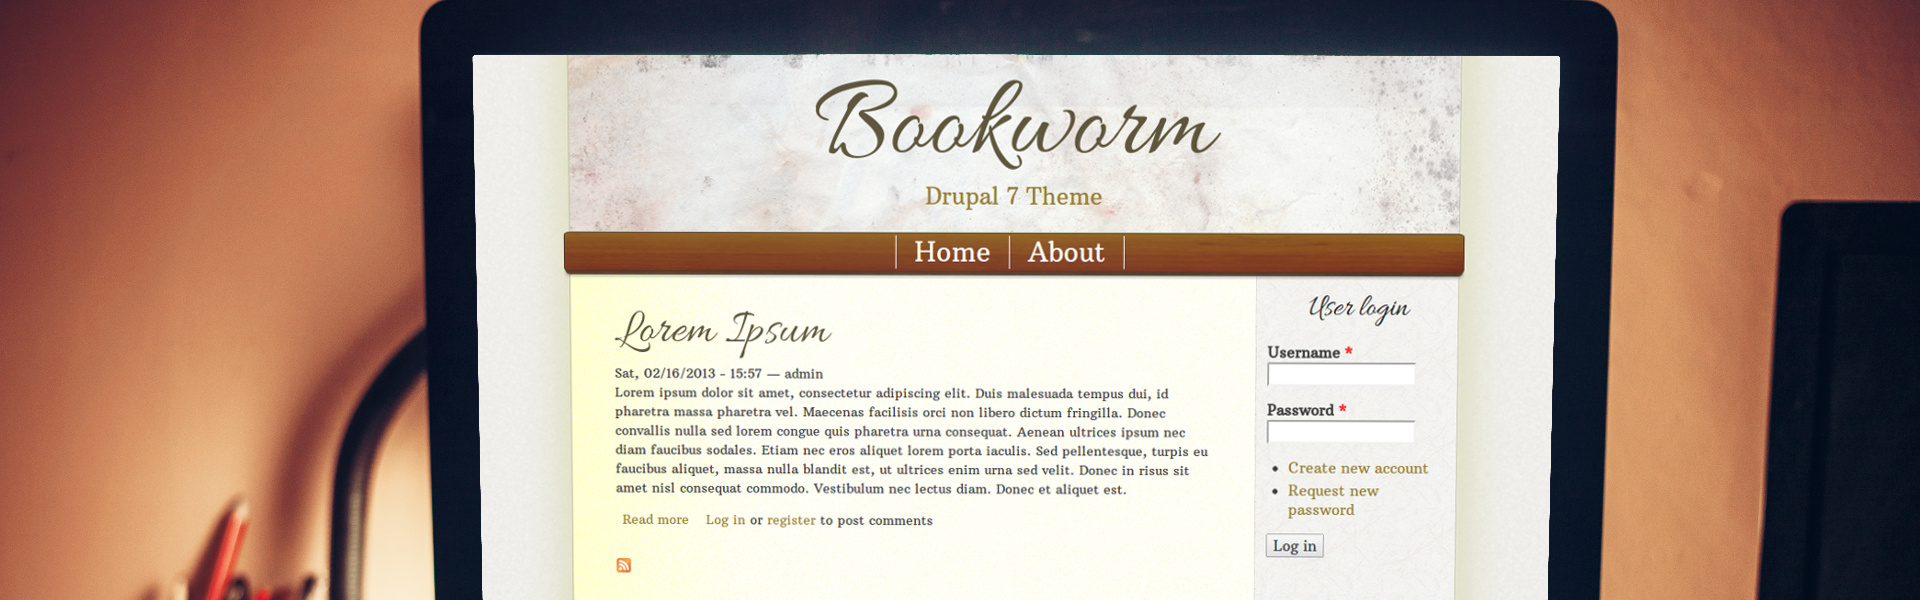 Bookworm
Drupal 7 Theme
Home
About
Lorem Ipsum
Sat, 02/16/2013 - 15:57 — admin
Lorem ipsum dolor sit amet, consectetur adipiscing elit. Duis malesuada tempus dui, id
pharetra massa pharetra vel. Maecenas facilisis orci non libero dictum fringilla. Donec
convallis nulla sed lorem congue quis pharetra urna consequat. Aenean ultrices ipsum nec
diam faucibus sodales. Etiam nec eros aliquet lorem porta iaculis. Sed pellentesque, turpis eu
faucibus aliquet, massa nulla blandit est, ut ultrices enim urna sed velit. Donec in risus sit
amet nisl consequat commodo. Vestibulum nec lectus diam. Donec et aliquet est.
Read more
Log in or register to post comments
User login
Username *
Password *
Create new account
Request new
password
Log in